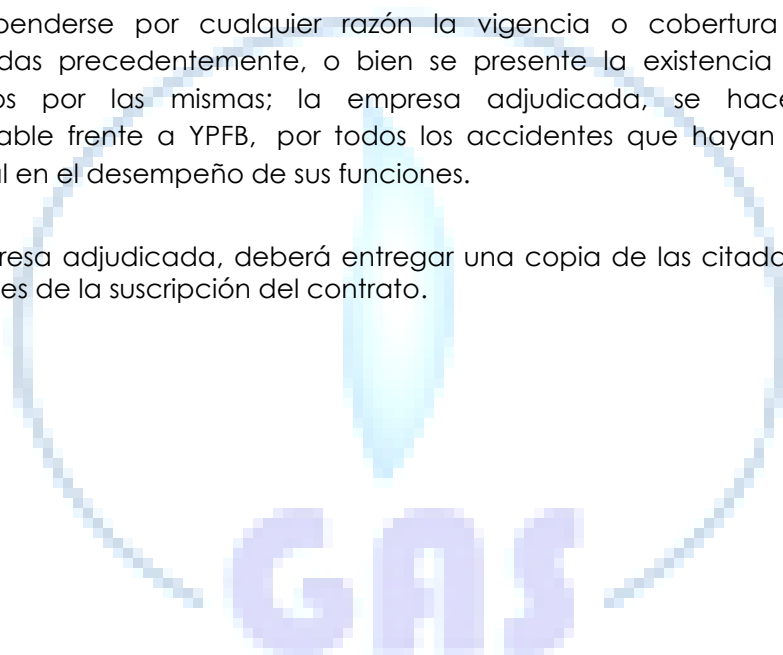 penderse por cualquier razón la vigencia o cobertura
das precedentemente, o bien se presente la existencia
os por las mismas; la empresa adjudicada, se hace
able frente a YPFB, por todos los accidentes que hayan
l en el desempeño de sus funciones.
resa adjudicada, deberá entregar una copia de las citada
es de la suscripción del contrato.
GAS